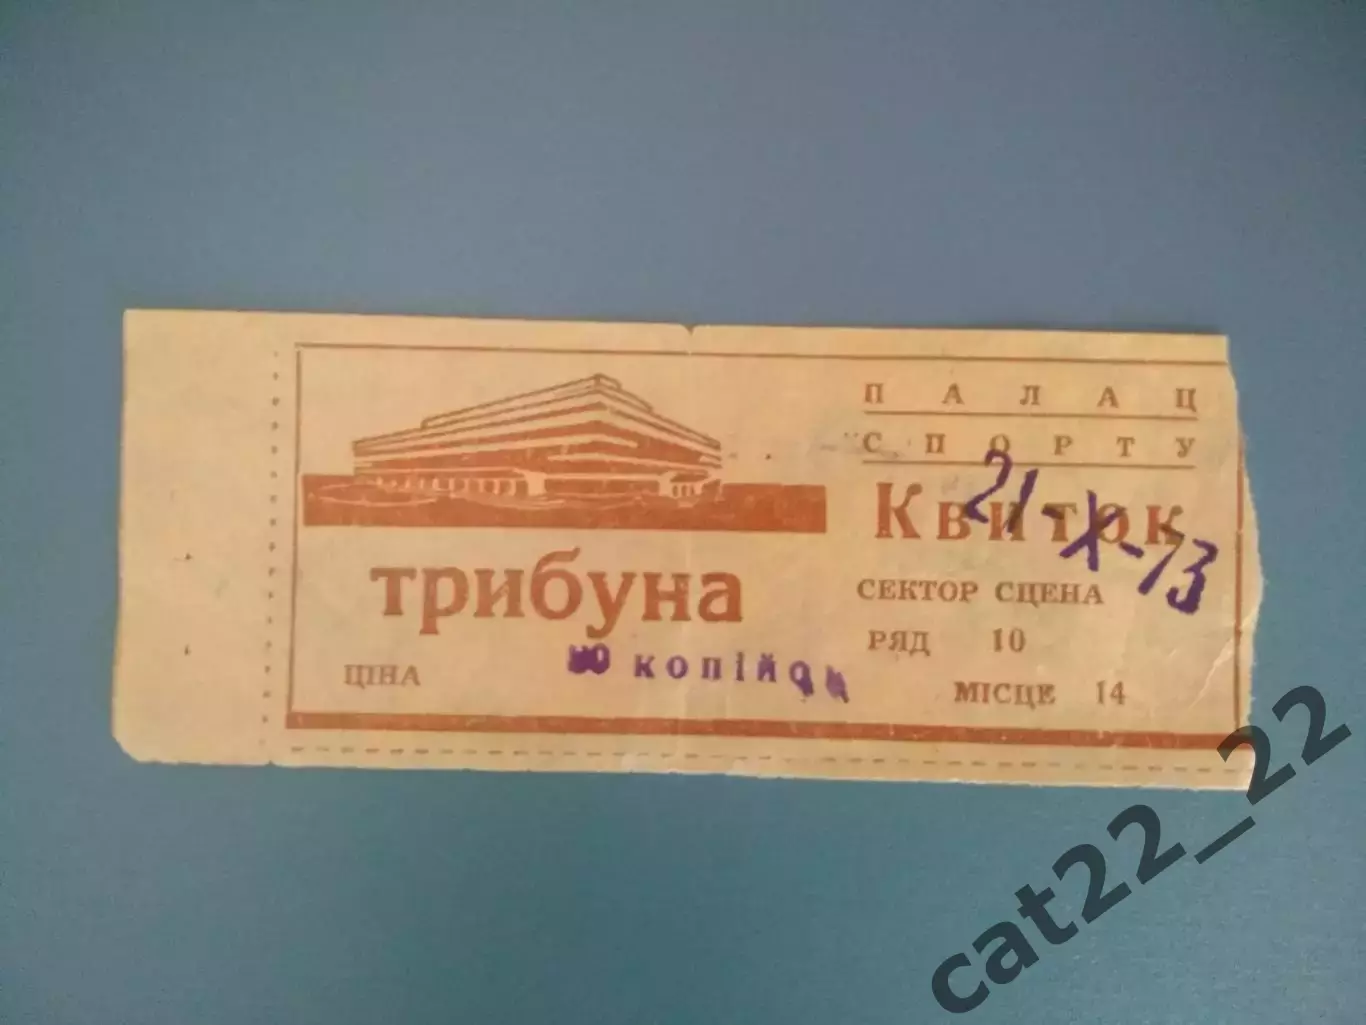 ПАЛАЦ
СПОРТУ
Квиток
21-X-73
трибуна
СЕКТОР СЦЕНА
РЯД 10
ЦІНА копійок
МІСЦЕ 14
cat22_22